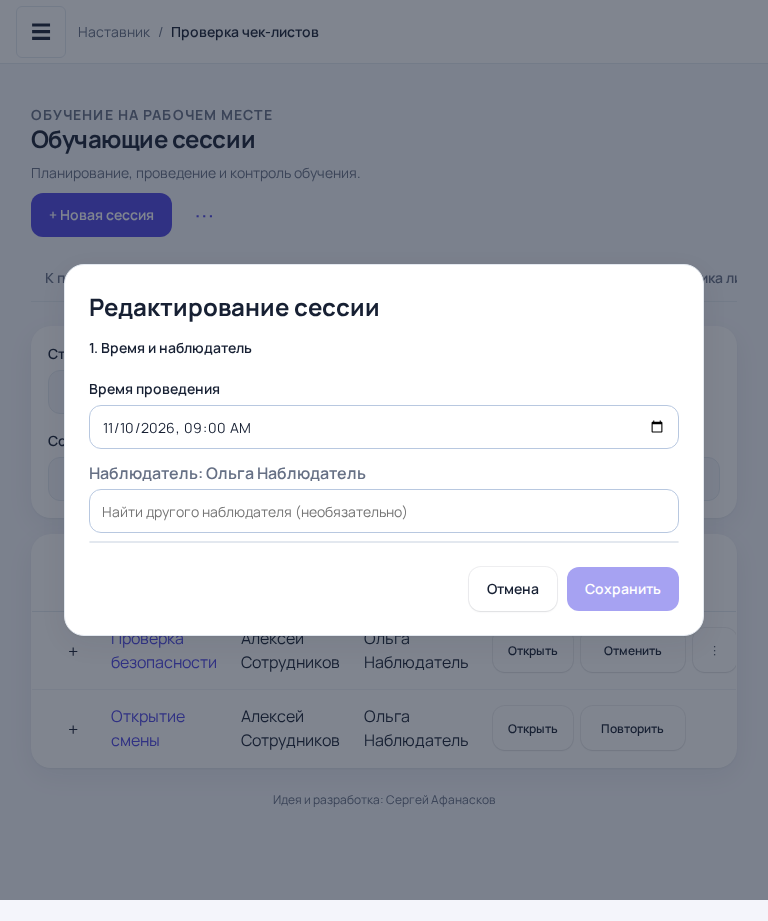 ☰ Наставник / Проверка чек-листов
ОБУЧЕНИЕ НА РАБОЧЕМ МЕСТЕ
Обучающие сессии
Планирование, проведение и контроль обучения.
+ Новая сессия ...
Редактирование сессии
1. Время и наблюдатель
Время проведения
11/10/2026, 09:00 AM
Наблюдатель: Ольга Наблюдатель
Найти другого наблюдателя (необязательно)
Отмена Сохранить
+ Проверка безопасности Алексей Сотрудников Ольга Наблюдатель Открыть Отменить ⋮
+ Открытие смены Алексей Сотрудников Ольга Наблюдатель Открыть Повторить
Идея и разработка: Сергей Афанасков